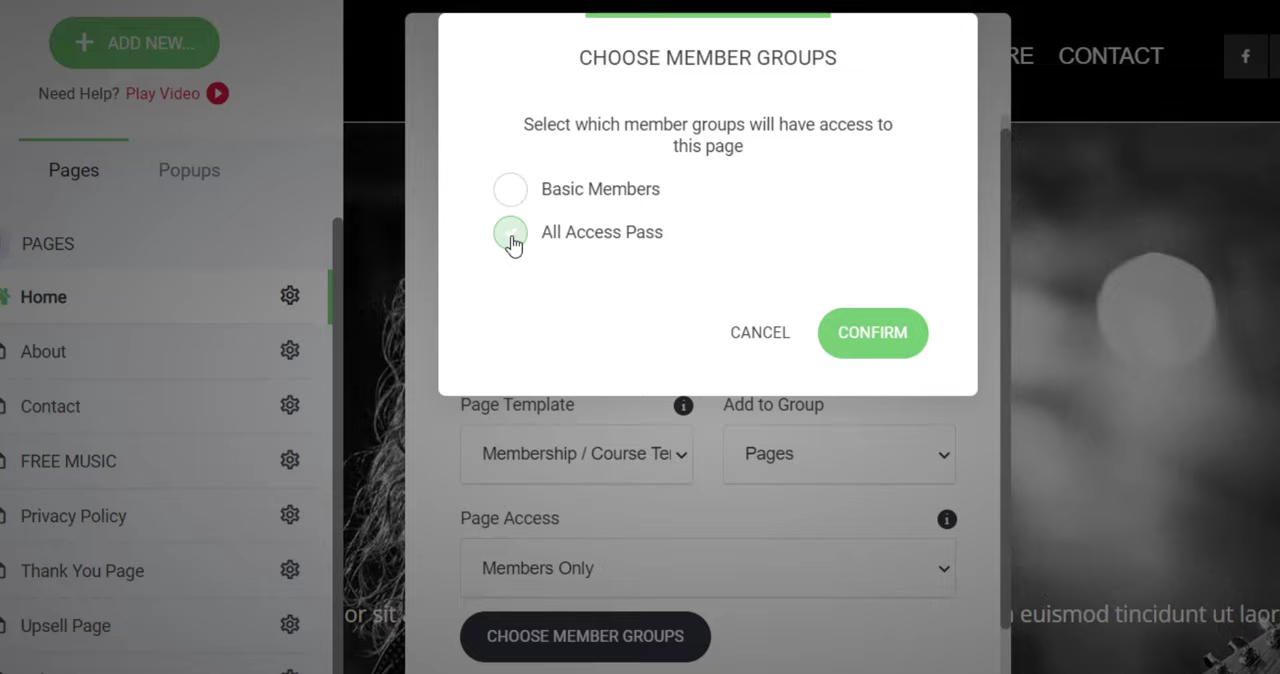 ADD NEW...
Need Help? Play Video
Pages
Popups
PAGES
Home
About
Contact
FREE MUSIC
Privacy Policy
Thank You Page
Upsell Page
RE CONTACT
f
CHOOSE MEMBER GROUPS
Select which member groups will have access to
this page
Basic Members
All Access Pass
CANCEL
CONFIRM
Page Template
Add to Group
Membership / Course Te
Pages
Page Access
Members Only
CHOOSE MEMBER GROUPS
or sit
euismod tincidunt ut laor